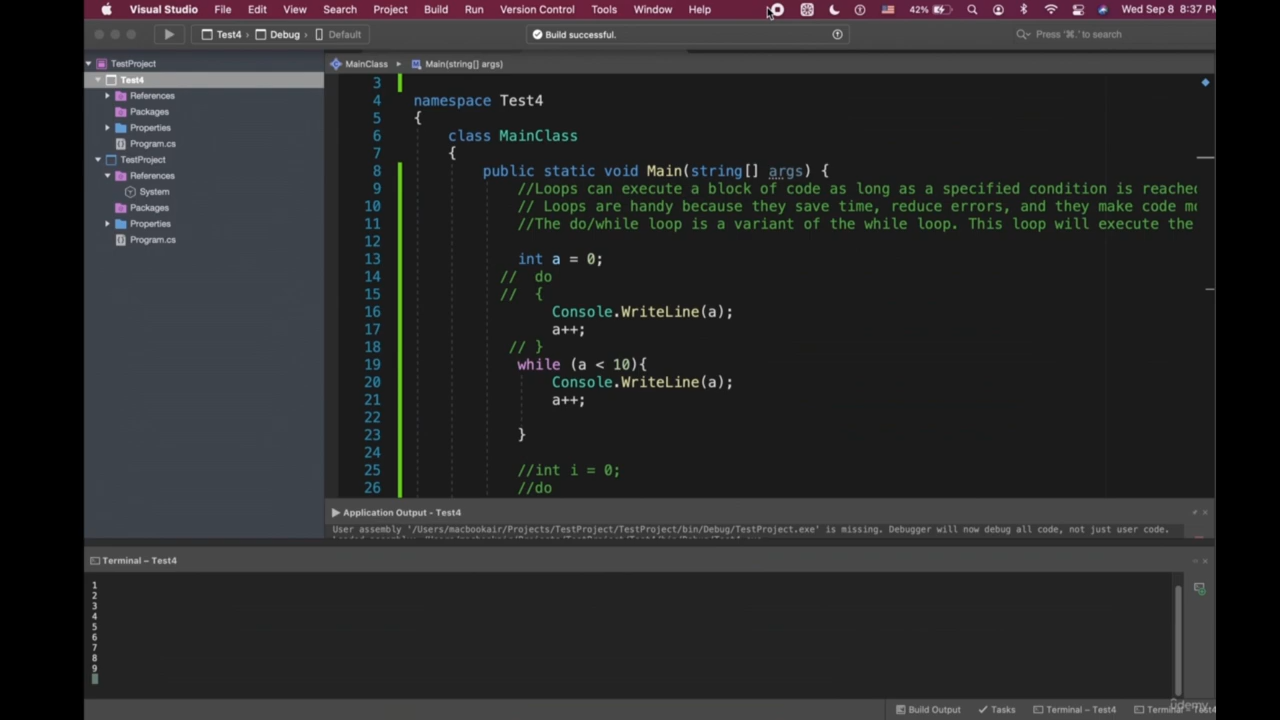 Visual Studio File Edit View Search Project Build Run Version Control Tools Window Help 42% Wed Sep 8 8:37 PM
Test4 Debug Default Build successful. Press '⌘.' to search
TestProject
Test4
References
Packages
Properties
Program.cs
TestProject
References
System
Packages
Properties
Program.cs
MainClass Main(string[] args)
3
4 namespace Test4
5 {
6 class MainClass
7 {
8 public static void Main(string[] args) {
9 //Loops can execute a block of code as long as a specified condition is reached
10 // Loops are handy because they save time, reduce errors, and they make code
11 //The do/while loop is a variant of the while loop. This loop will execute the
12
13 int a = 0;
14 // do
15 // {
16 Console.WriteLine(a);
17 a++;
18 // }
19 while (a < 10){
20 Console.WriteLine(a);
21 a++;
22
23 }
24
25 //int i = 0;
26 //do
Application Output - Test4
User assembly '/Users/macbookair/Projects/TestProject/TestProject/bin/Debug/TestProject.exe' is missing. Debugger will now debug all code, not just user code.
Terminal – Test4
1
2
3
4
5
6
7
8
9
Build Output Tasks Terminal – Test4 Terminal – Test4
udemy